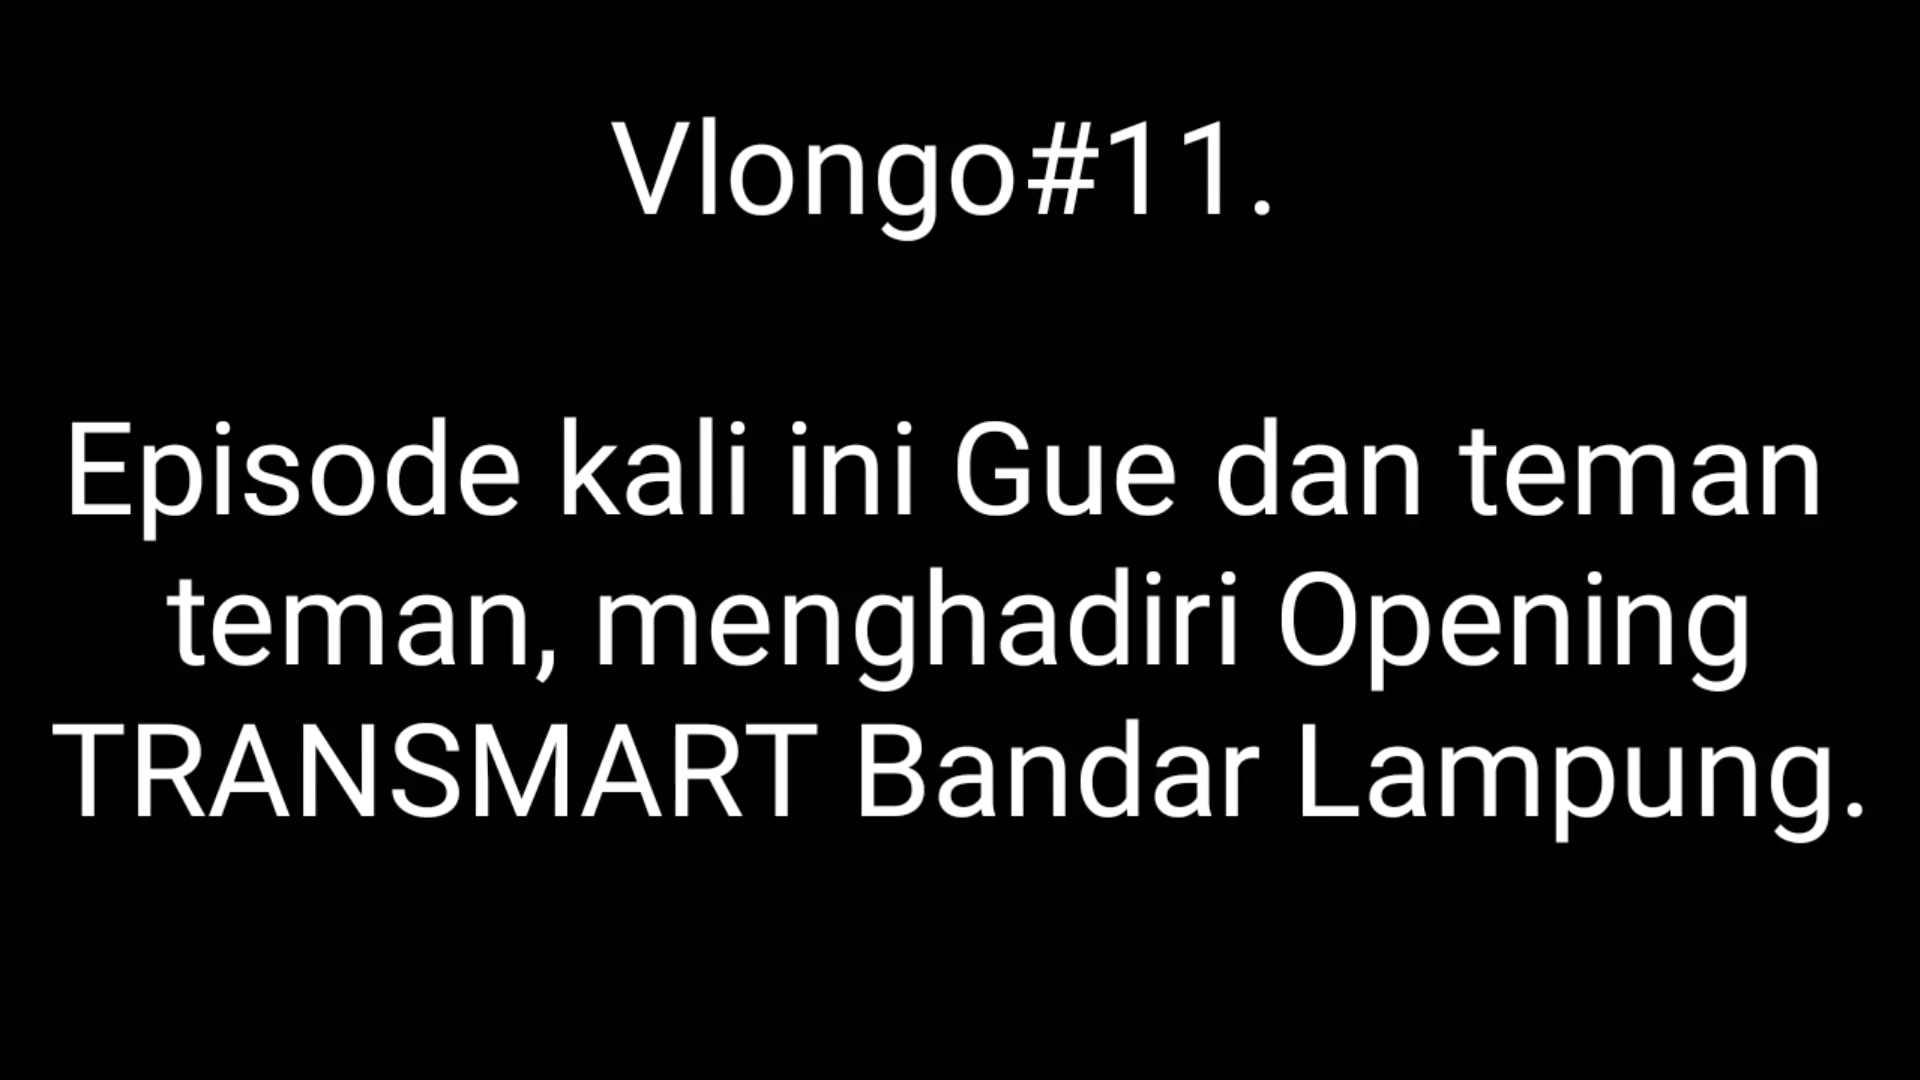 Vlongo#11.
Episode kali ini Gue dan teman
teman, menghadiri Opening
TRANSMART Bandar Lampung.